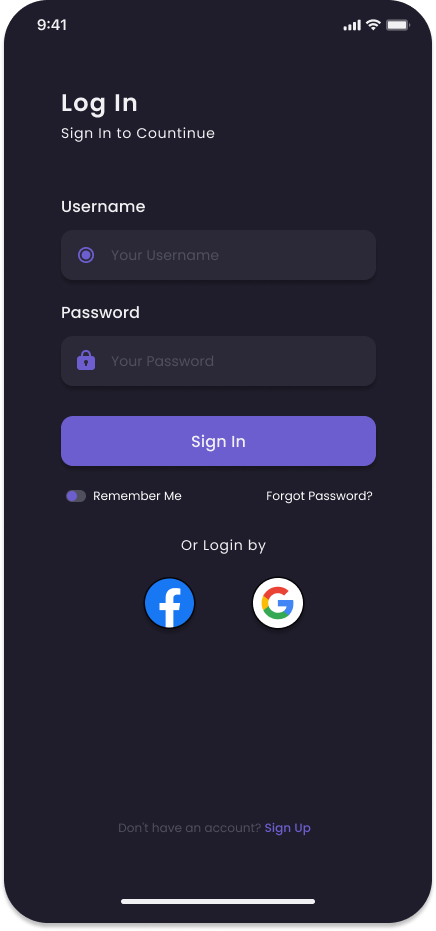 9:41
Log In
Sign In to Countinue
Username
Your Username
Password
Your Password
Sign In
Remember Me Forgot Password?
Or Login by
Don't have an account? Sign Up